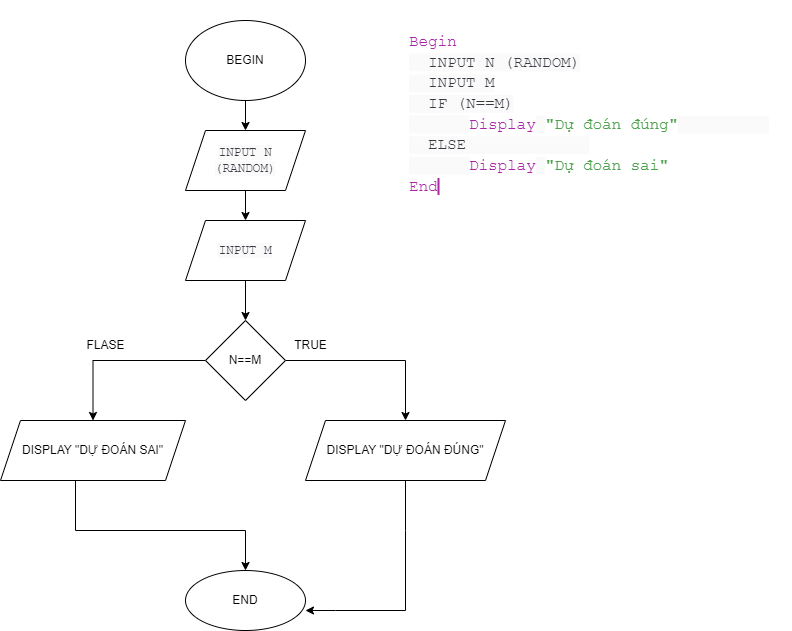 BEGIN
INPUT N
(RANDOM)
INPUT M
FLASE
TRUE
N==M
DISPLAY "DỰ ĐOÁN SAI"
DISPLAY "DỰ ĐOÁN ĐÚNG"
END
Begin
INPUT N (RANDOM)
INPUT M
IF (N==M)
Display "Dự đoán đúng"
ELSE
Display "Dự đoán sai"
End